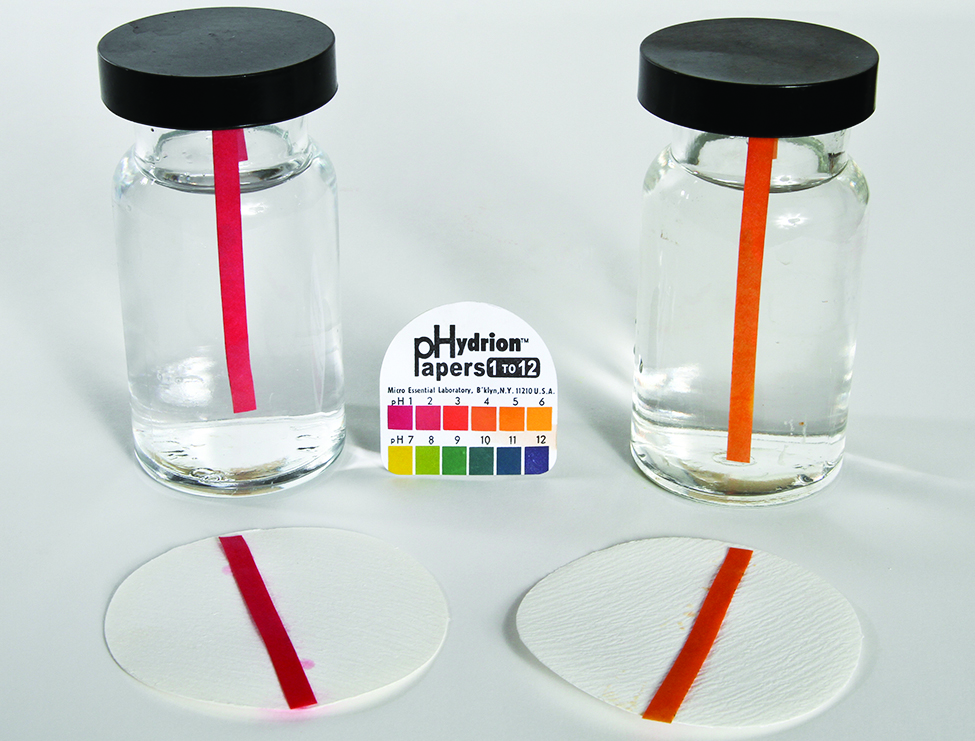 pHydrion™
Papers 1 TO 12
Micro Essential Laboratory, B'klyn, N.Y. 11210 U.S.A.
pH 1 2 3 4 5 6
pH 7 8 9 10 11 12